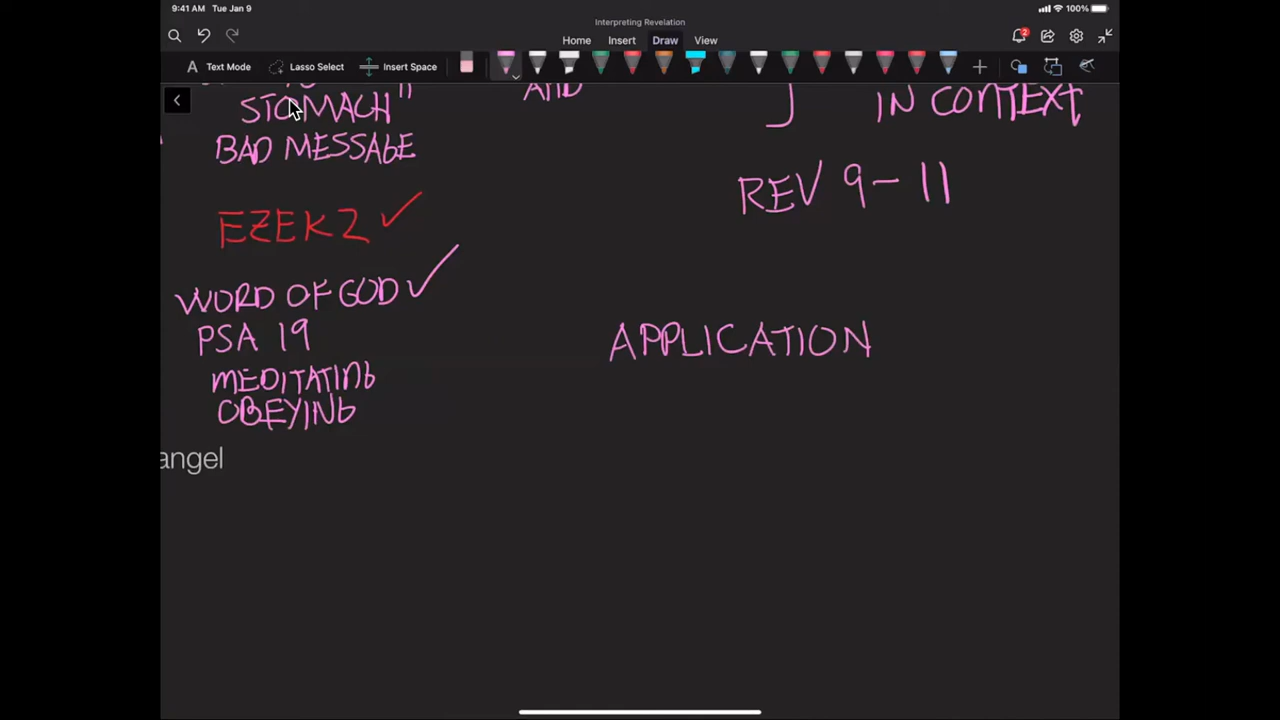 9:41 AM Tue Jan 9
100%
Interpreting Revelation
Home Insert Draw View
2
Text Mode Lasso Select Insert Space
STOMACH"
BAD MESSAGE
AND
IN CONTEXT
REV 9-11
EZEK 2 ✓
WORD OF GOD ✓
PSA 19
MEDITATING
OBEYING
APPLICATION
angel